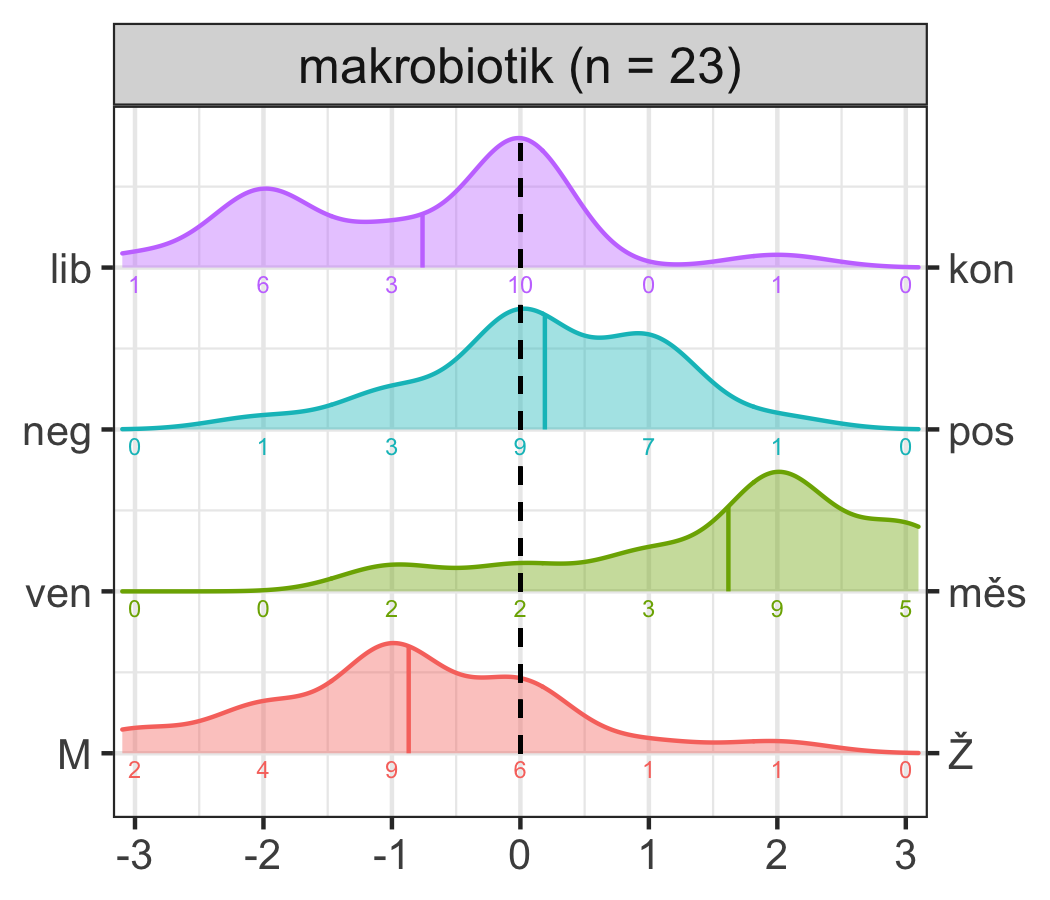 makrobiotik (n = 23)
lib kon
1 6 3 10 0 1 0
neg pos
0 1 3 9 7 1 0
ven měs
0 0 2 2 3 9 5
M Ž
2 4 9 6 1 1 0
-3 -2 -1 0 1 2 3